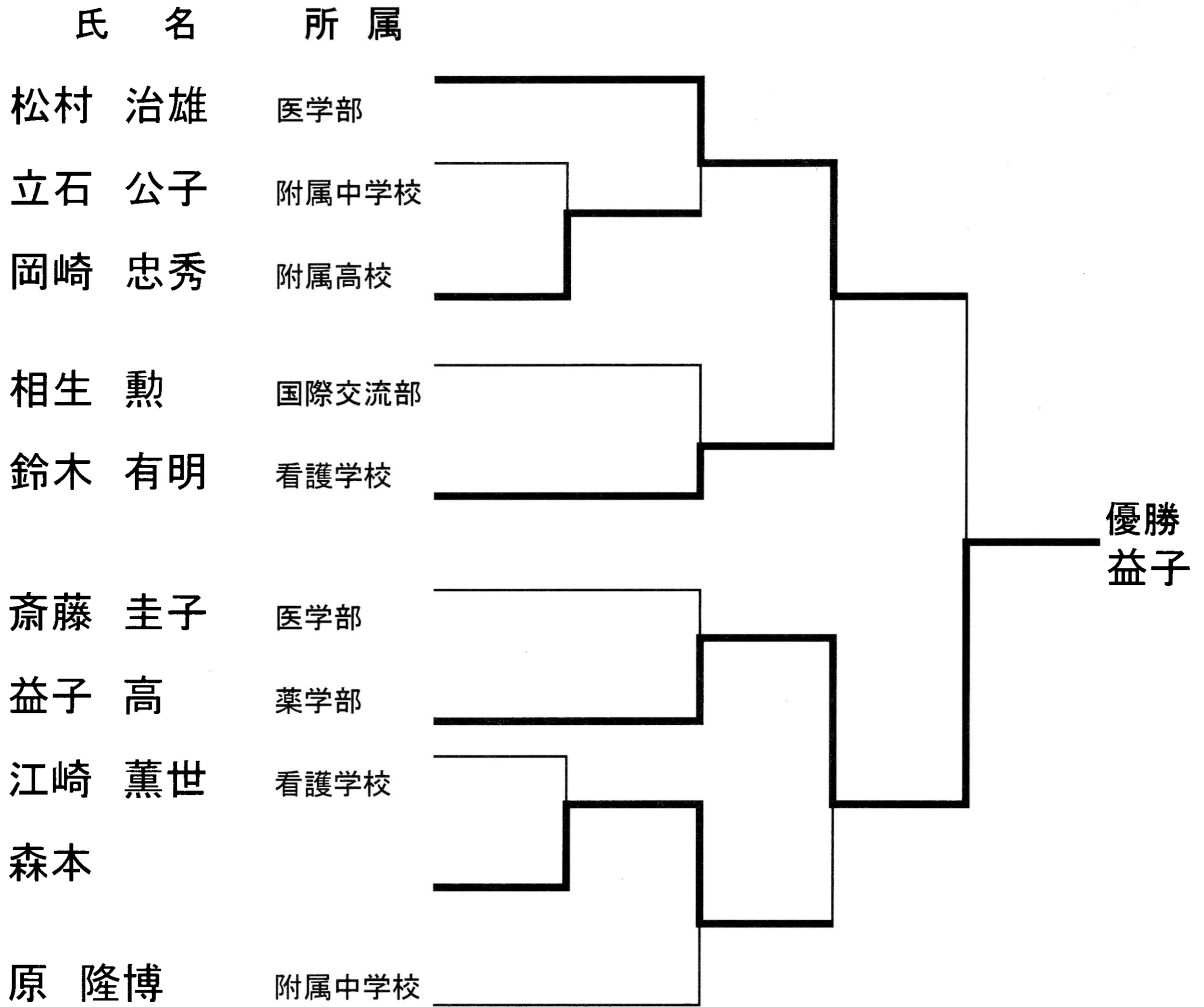 氏 名 所 属
松村 治雄 医学部
立石 公子 附属中学校
岡崎 忠秀 附属高校
相生 勲 国際交流部
鈴木 有明 看護学校
優勝
益子
斎藤 圭子 医学部
益子 高 薬学部
江崎 薫世 看護学校
森本
原 隆博 附属中学校